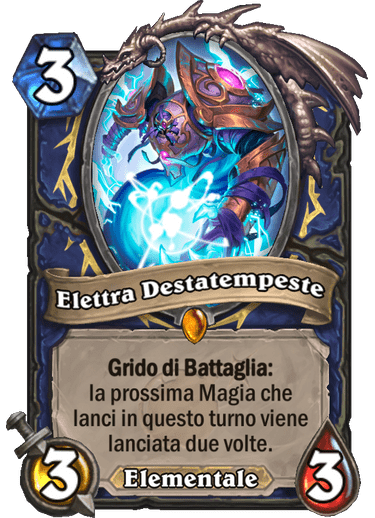 3
Elettra Destatempeste
Grido di Battaglia:
la prossima Magia che
lanci in questo turno viene
lanciata due volte.
3
Elementale
3